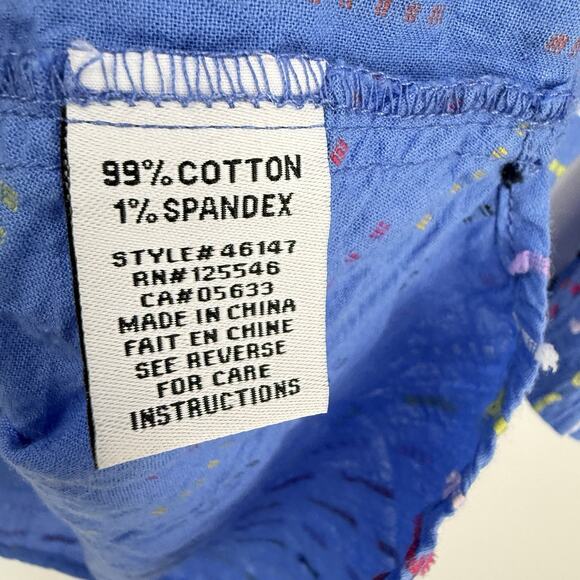 99% COTTON
1% SPANDEX
STYLE# 46147
RN# 125546
CA# 05633
MADE IN CHINA
FAIT EN CHINE
SEE REVERSE
FOR CARE
INSTRUCTIONS